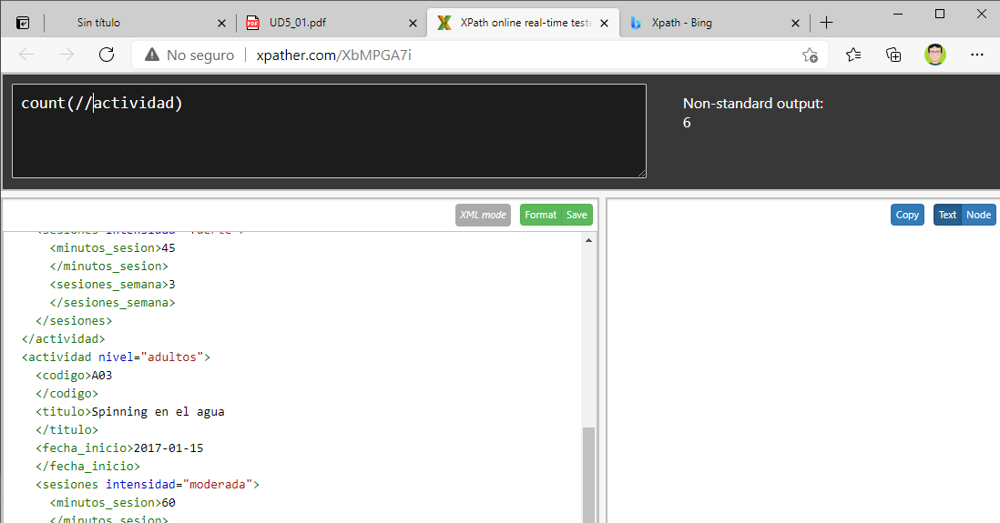 Sin título
UD5_01.pdf
XPath online real-time teste
Xpath - Bing
No seguro
xpather.com/XbMPGA7i
count(//actividad)
Non-standard output:
6
XML mode
Format
Save
Copy
Text
Node
<sesiones intensidad="fuerte">
<minutos_sesion>45
</minutos_sesion>
<sesiones_semana>3
</sesiones_semana>
</sesiones>
</actividad>
<actividad nivel="adultos">
<codigo>A03
</codigo>
<titulo>Spinning en el agua
</titulo>
<fecha_inicio>2017-01-15
</fecha_inicio>
<sesiones intensidad="moderada">
<minutos_sesion>60
</minutos_sesion>